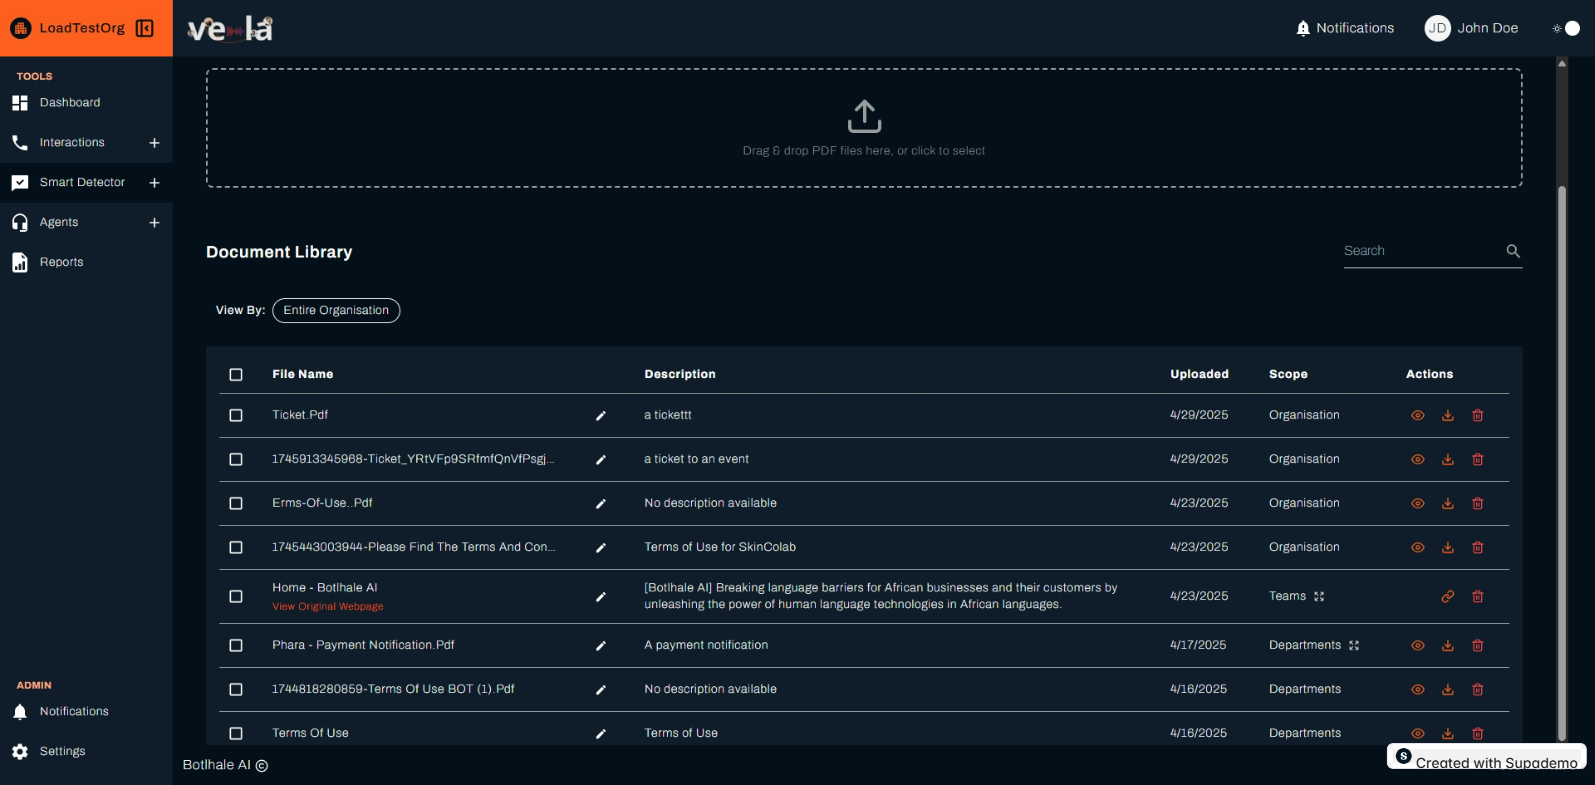 LoadTestOrg
vela
Notifications
JD
John Doe
TOOLS
Dashboard
Interactions
Smart Detector
Agents
Reports
Drag & drop PDF files here, or click to select
Document Library
Search
View By:
Entire Organisation
File Name Description Uploaded Scope Actions
Ticket.Pdf a tickettt 4/29/2025 Organisation
1745913345968-Ticket_YRtVFp9SRfmfQnVfPsgj... a ticket to an event 4/29/2025 Organisation
Erms-Of-Use..Pdf No description available 4/23/2025 Organisation
1745443003944-Please Find The Terms And Con... Terms of Use for SkinColab 4/23/2025 Organisation
Home - Botlhale AI
View Original Webpage
[Botlhale AI] Breaking language barriers for African businesses and their customers by
unleashing the power of human language technologies in African languages.
4/23/2025 Teams
Phara - Payment Notification.Pdf A payment notification 4/17/2025 Departments
1744818280859-Terms Of Use BOT (1).Pdf No description available 4/16/2025 Departments
Terms Of Use Terms of Use 4/16/2025 Departments
ADMIN
Notifications
Settings
Botlhale AI ©
S Created with Supademo